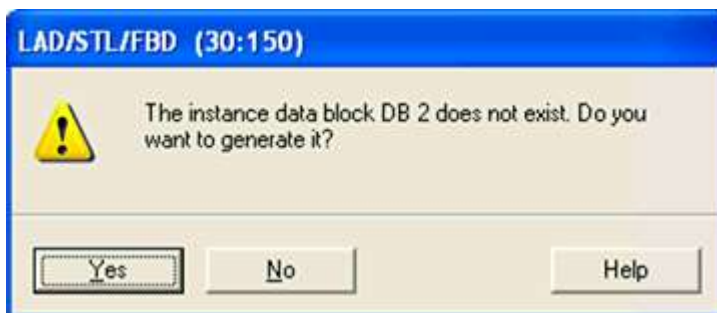 LAD/STL/FBD (30:150)
The instance data block DB 2 does not exist. Do you
want to generate it?
Yes
No
Help